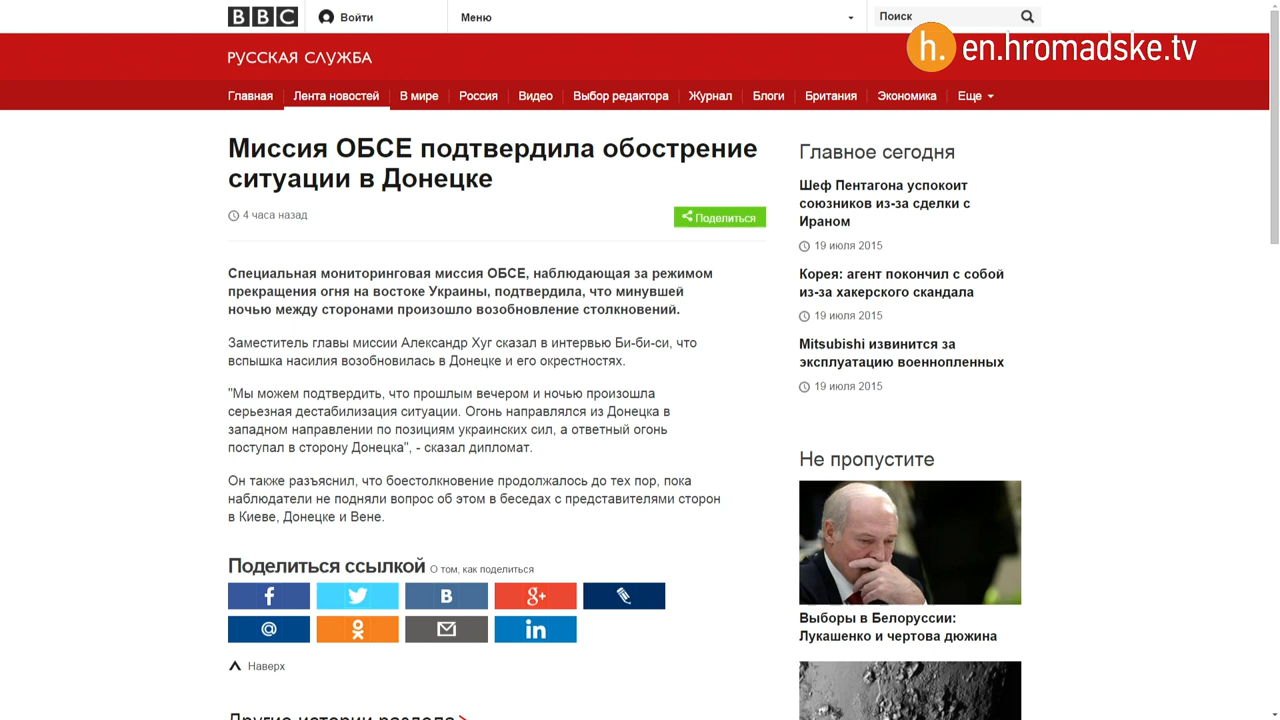 BBC
Войти
Меню
Поиск
h. en.hromadske.tv
РУССКАЯ СЛУЖБА
Главная
Лента новостей
В мире
Россия
Видео
Выбор редактора
Журнал
Блоги
Британия
Экономика
Еще
Миссия ОБСЕ подтвердила обострение
ситуации в Донецке
4 часа назад
Поделиться
Специальная мониторинговая миссия ОБСЕ, наблюдающая за режимом
прекращения огня на востоке Украины, подтвердила, что минувшей
ночью между сторонами произошло возобновление столкновений.
Заместитель главы миссии Александр Хуг сказал в интервью Би-би-си, что
вспышка насилия возобновилась в Донецке и его окрестностях.
"Мы можем подтвердить, что прошлым вечером и ночью произошла
серьезная дестабилизация ситуации. Огонь направлялся из Донецка в
западном направлении по позициям украинских сил, а ответный огонь
поступал в сторону Донецка", - сказал дипломат.
Он также разъяснил, что боестолкновение продолжалось до тех пор, пока
наблюдатели не подняли вопрос об этом в беседах с представителями сторон
в Киеве, Донецке и Вене.
Поделиться ссылкой О том, как поделиться
f
B
g+
@
in
Наверх
Другие истории раздела
Главное сегодня
Шеф Пентагона успокоит
союзников из-за сделки с
Ираном
19 июля 2015
Корея: агент покончил с собой
из-за хакерского скандала
19 июля 2015
Mitsubishi извинится за
эксплуатацию военнопленных
19 июля 2015
Не пропустите
Выборы в Белоруссии:
Лукашенко и чертова дюжина